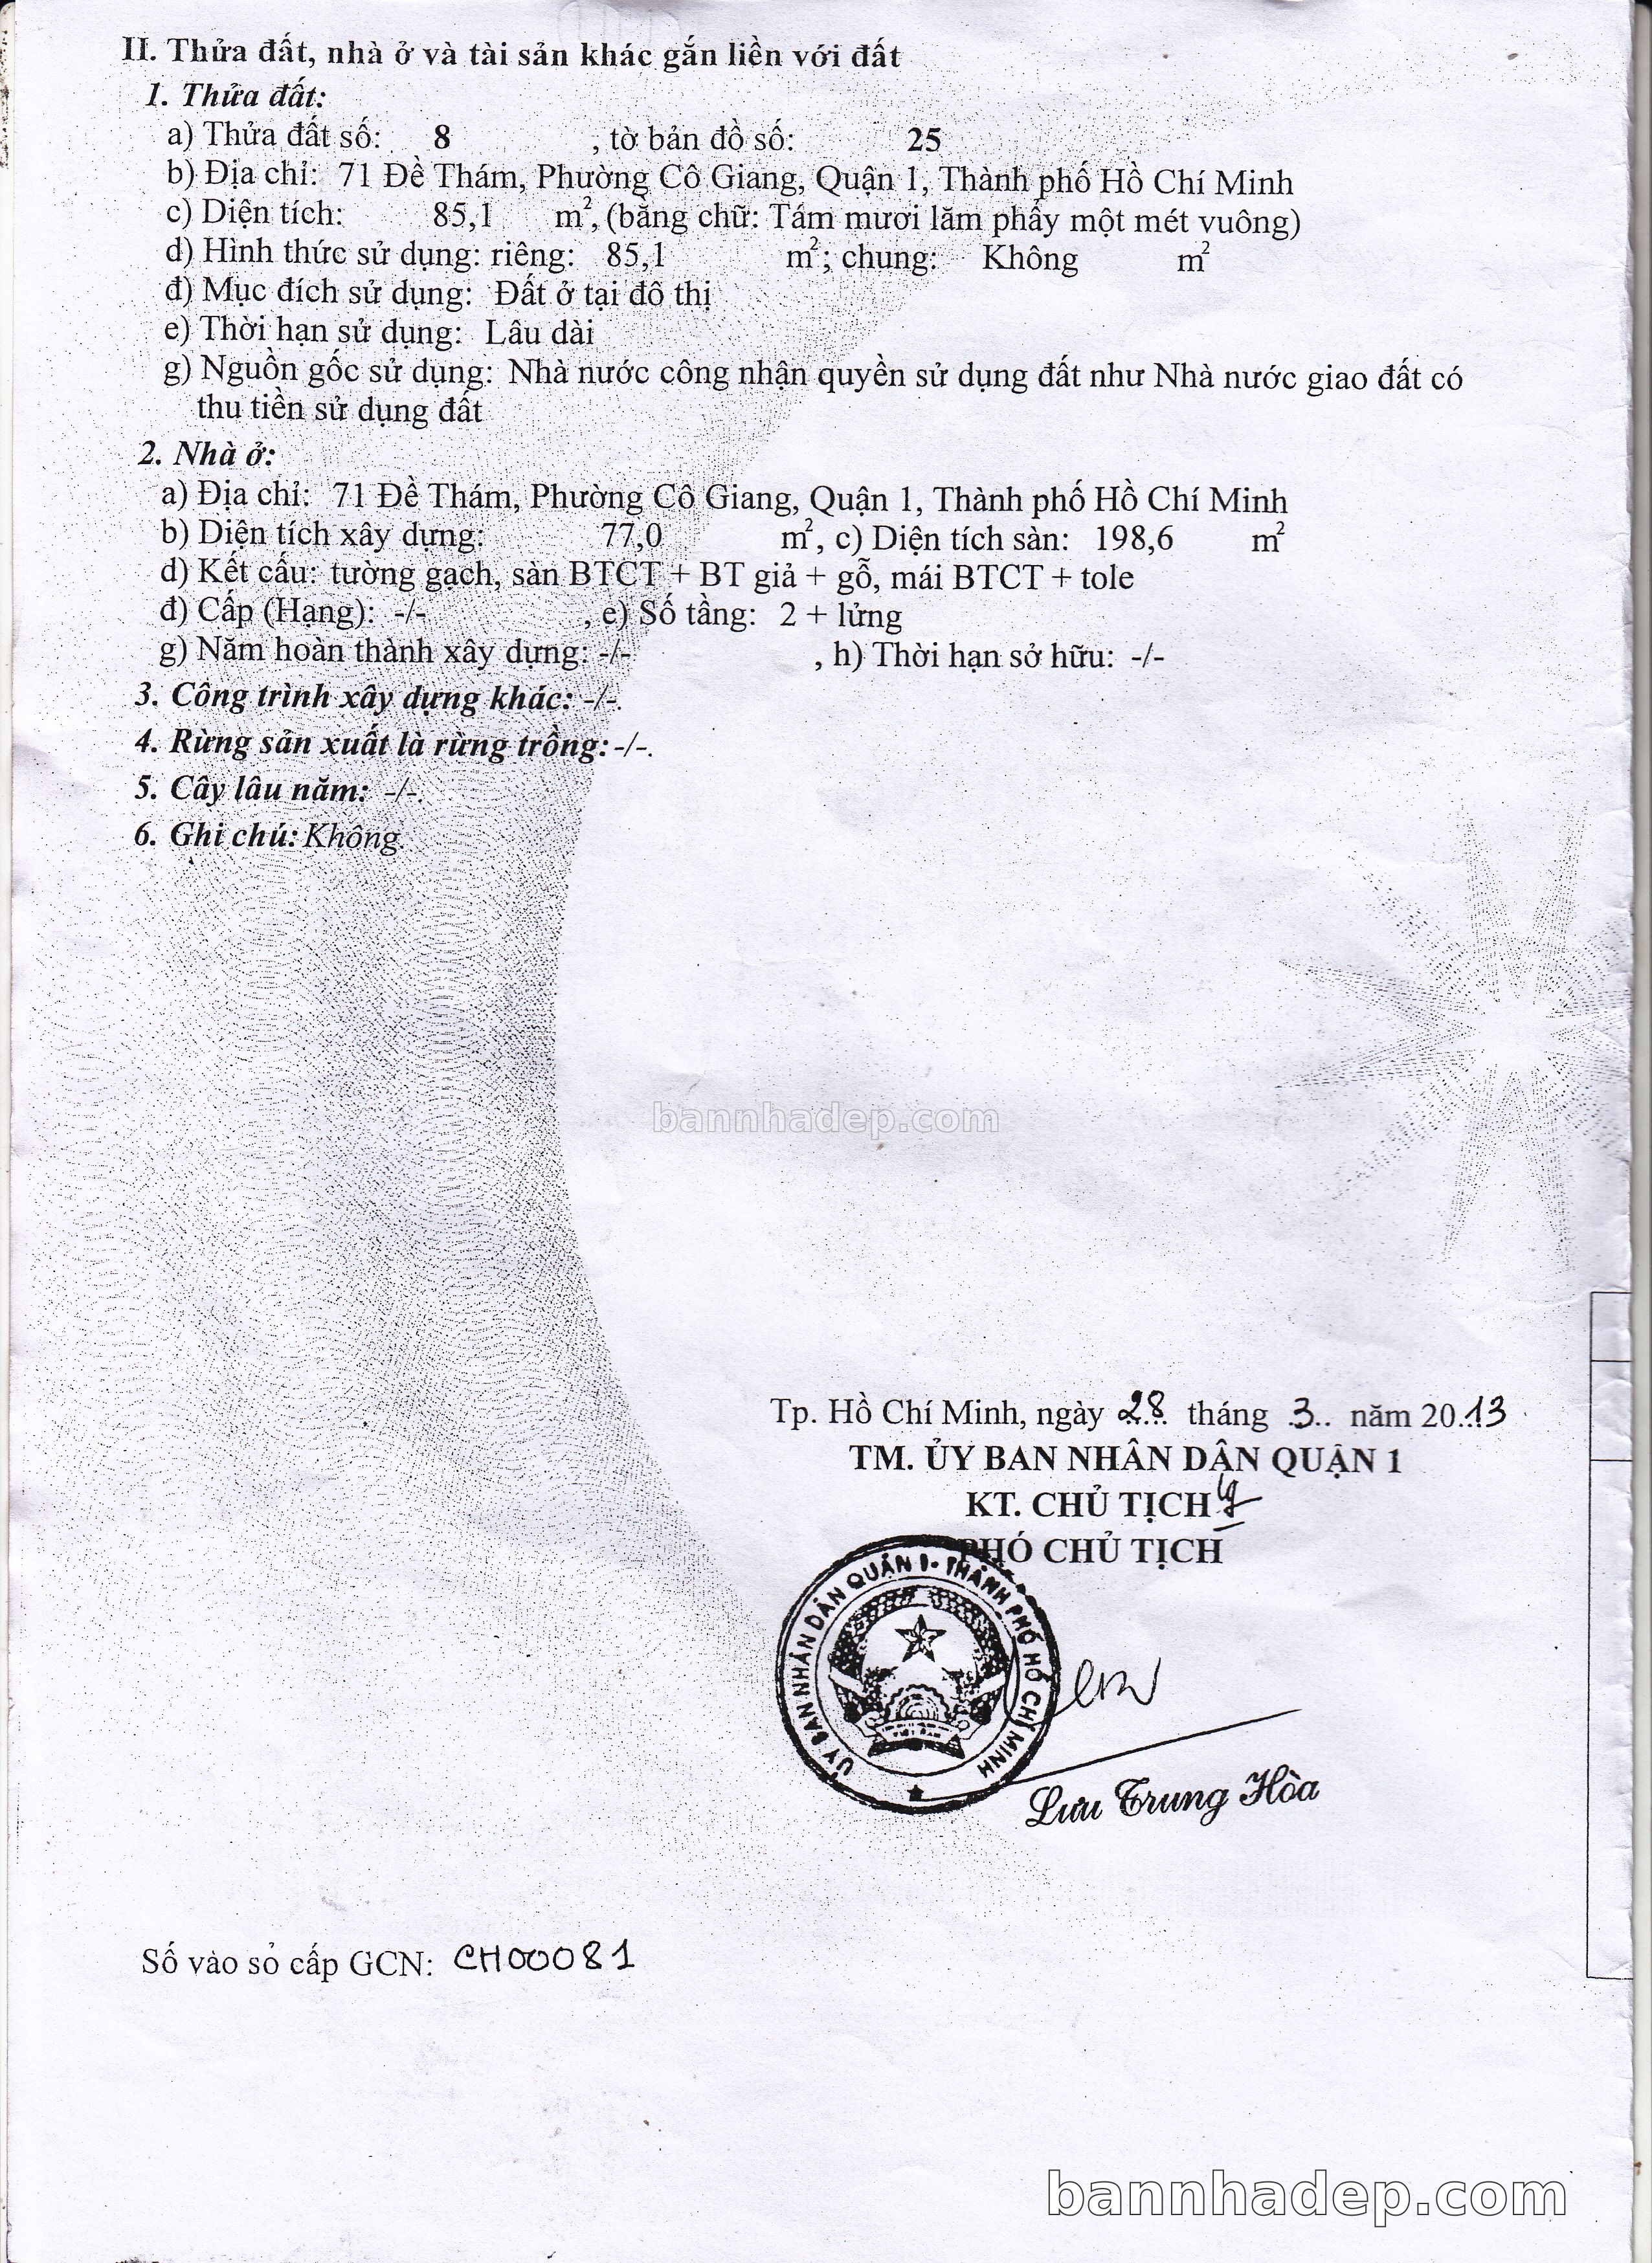 II. Thửa đất, nhà ở và tài sản khác gắn liền với đất
1. Thửa đất:
a) Thửa đất số: 8 , tờ bản đồ số: 25
b) Địa chỉ: 71 Đề Thám, Phường Cô Giang, Quận 1, Thành phố Hồ Chí Minh
c) Diện tích: 85,1 m², (bằng chữ: Tám mươi lăm phẩy một mét vuông)
d) Hình thức sử dụng: riêng: 85,1 m²; chung: Không m²
đ) Mục đích sử dụng: Đất ở tại đô thị
e) Thời hạn sử dụng: Lâu dài
g) Nguồn gốc sử dụng: Nhà nước công nhận quyền sử dụng đất như Nhà nước giao đất có
thu tiền sử dụng đất
2. Nhà ở:
a) Địa chỉ: 71 Đề Thám, Phường Cô Giang, Quận 1, Thành phố Hồ Chí Minh
b) Diện tích xây dựng: 77,0 m², c) Diện tích sàn: 198,6 m²
d) Kết cấu: tường gạch, sàn BTCT + BT giả + gỗ, mái BTCT + tole
đ) Cấp (Hạng): -/- , e) Số tầng: 2 + lửng
g) Năm hoàn thành xây dựng: -/- , h) Thời hạn sở hữu: -/-
3. Công trình xây dựng khác: -/-.
4. Rừng sản xuất là rừng trồng: -/-.
5. Cây lâu năm: -/-.
6. Ghi chú: Không.
bannhadep.com
Tp. Hồ Chí Minh, ngày 28 tháng 3 năm 2013
TM. ỦY BAN NHÂN DÂN QUẬN 1
KT. CHỦ TỊCH
PHÓ CHỦ TỊCH
ỦY BAN NHÂN DÂN QUẬN 1 - THÀNH PHỐ HỒ CHÍ MINH
Lưu Trung Hòa
Số vào sổ cấp GCN: CH00081
bannhadep.com